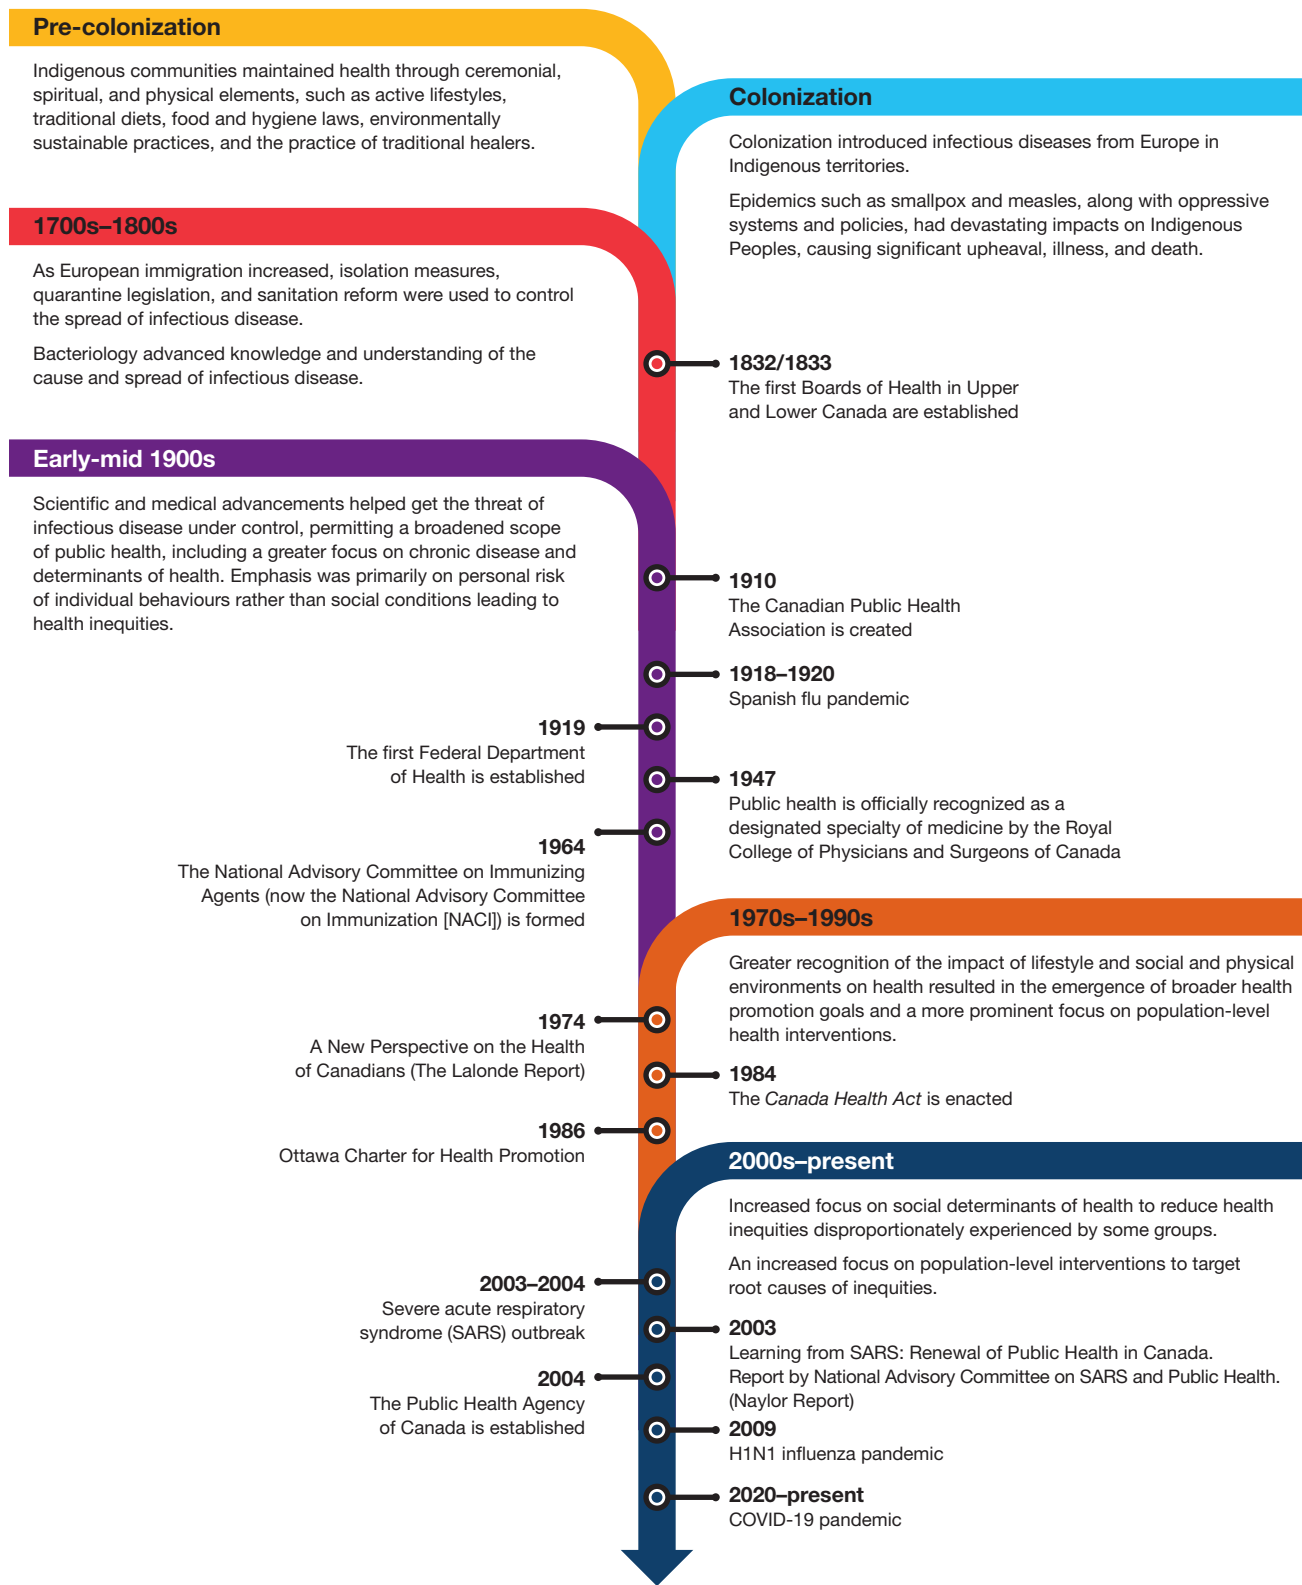 Pre-colonization
Indigenous communities maintained health through ceremonial,
spiritual, and physical elements, such as active lifestyles,
traditional diets, food and hygiene laws, environmentally
sustainable practices, and the practice of traditional healers.
Colonization
Colonization introduced infectious diseases from Europe in
Indigenous territories.
Epidemics such as smallpox and measles, along with oppressive
systems and policies, had devastating impacts on Indigenous
Peoples, causing significant upheaval, illness, and death.
1700s–1800s
As European immigration increased, isolation measures,
quarantine legislation, and sanitation reform were used to control
the spread of infectious disease.
Bacteriology advanced knowledge and understanding of the
cause and spread of infectious disease.
1832/1833
The first Boards of Health in Upper
and Lower Canada are established
Early-mid 1900s
Scientific and medical advancements helped get the threat of
infectious disease under control, permitting a broadened scope
of public health, including a greater focus on chronic disease and
determinants of health. Emphasis was primarily on personal risk
of individual behaviours rather than social conditions leading to
health inequities.
1910
The Canadian Public Health
Association is created
1918–1920
Spanish flu pandemic
1919
The first Federal Department
of Health is established
1947
Public health is officially recognized as a
designated specialty of medicine by the Royal
College of Physicians and Surgeons of Canada
1964
The National Advisory Committee on Immunizing
Agents (now the National Advisory Committee
on Immunization [NACI]) is formed
1970s–1990s
Greater recognition of the impact of lifestyle and social and physical
environments on health resulted in the emergence of broader health
promotion goals and a more prominent focus on population-level
health interventions.
1974
A New Perspective on the Health
of Canadians (The Lalonde Report)
1984
The Canada Health Act is enacted
1986
Ottawa Charter for Health Promotion
2000s–present
Increased focus on social determinants of health to reduce health
inequities disproportionately experienced by some groups.
An increased focus on population-level interventions to target
root causes of inequities.
2003–2004
Severe acute respiratory
syndrome (SARS) outbreak
2003
Learning from SARS: Renewal of Public Health in Canada.
Report by National Advisory Committee on SARS and Public Health.
(Naylor Report)
2004
The Public Health Agency
of Canada is established
2009
H1N1 influenza pandemic
2020–present
COVID-19 pandemic